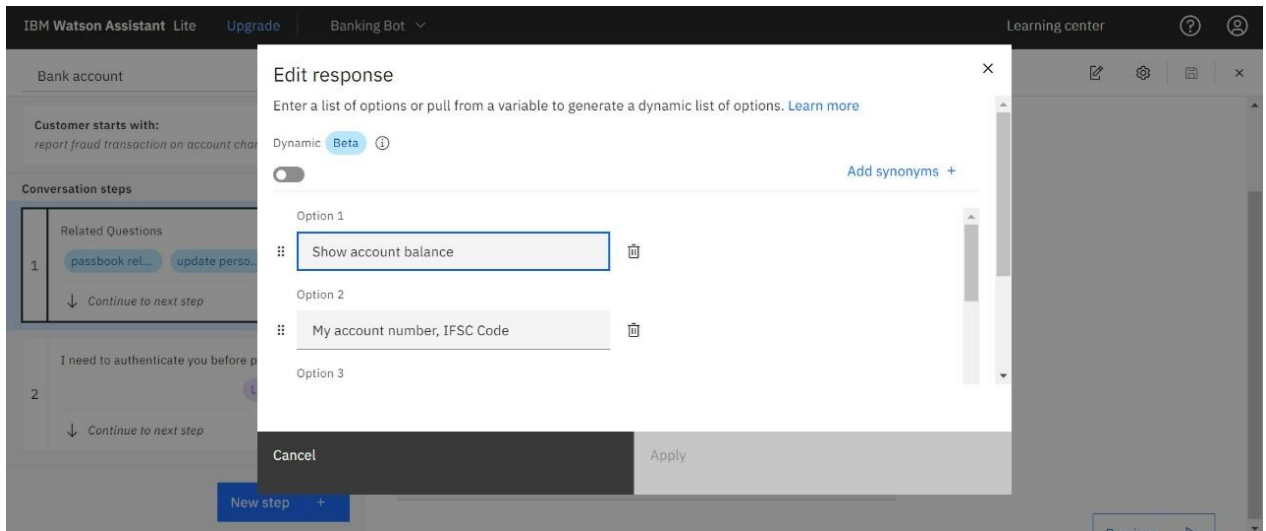 IBM Watson Assistant Lite Upgrade Banking Bot Learning center
Bank account
Customer starts with:
report fraud transaction on account
Conversation steps
1
Related Questions
passbook rel... update perso...
Continue to next step
2
I need to authenticate you before
Continue to next step
New step +
Edit response
Enter a list of options or pull from a variable to generate a dynamic list of options. Learn more
Dynamic Beta
Add synonyms +
Option 1
Show account balance
Option 2
My account number, IFSC Code
Option 3
Cancel
Apply